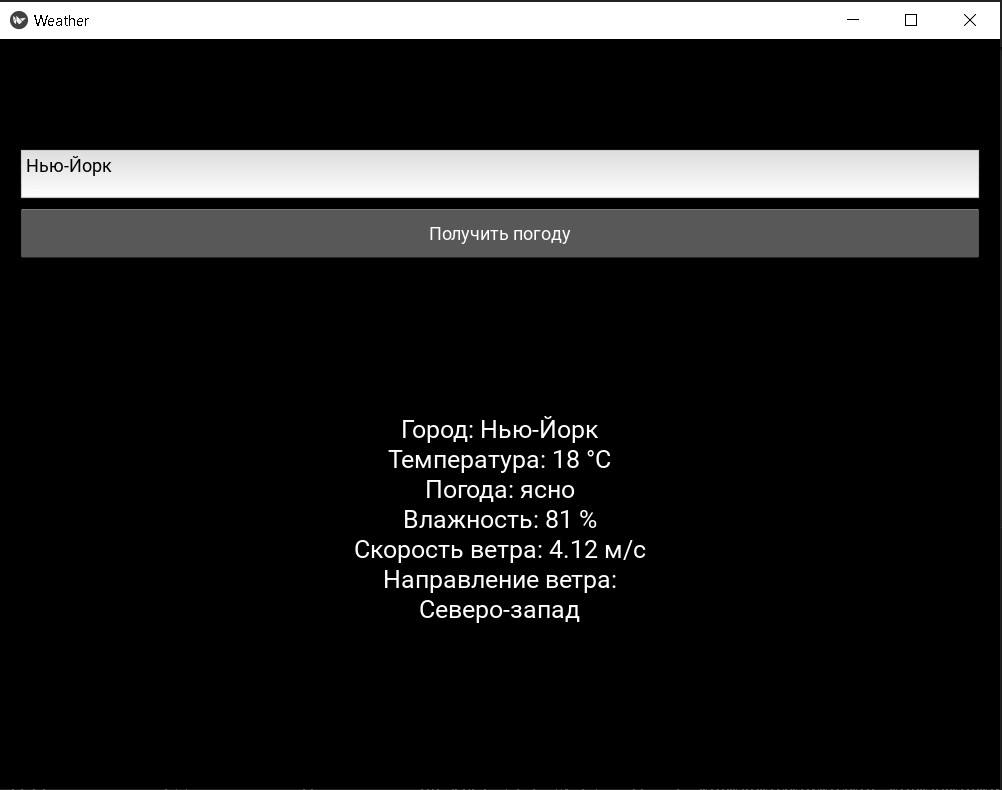 Weather
Нью-Йорк
Получить погоду
Город: Нью-Йорк
Температура: 18 °C
Погода: ясно
Влажность: 81 %
Скорость ветра: 4.12 м/с
Направление ветра:
Северо-запад